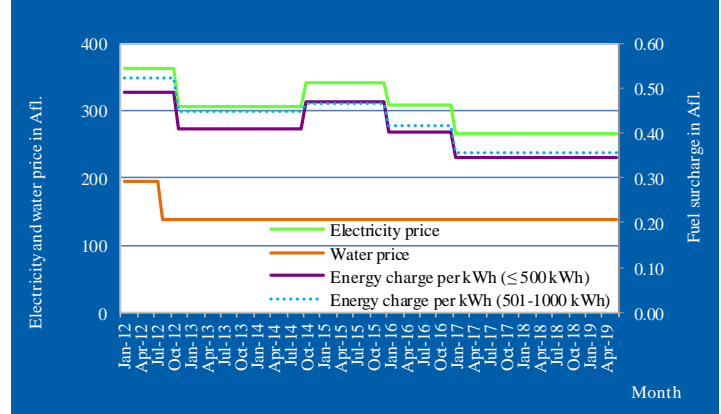 Electricity and water price in Afl.
400
300
200
100
0
Fuel surcharge in Afl.
0.60
0.50
0.40
0.30
0.20
0.10
0.00
Electricity price
Water price
Energy charge per kWh (≤ 500 kWh)
Energy charge per kWh (501-1000 kWh)
Jan-12
Apr-12
Jul-12
Oct-12
Jan-13
Apr-13
Jul-13
Oct-13
Jan-14
Apr-14
Jul-14
Oct-14
Jan-15
Apr-15
Jul-15
Oct-15
Jan-16
Apr-16
Jul-16
Oct-16
Jan-17
Apr-17
Jul-17
Oct-17
Jan-18
Apr-18
Jul-18
Oct-18
Jan-19
Apr-19
Month